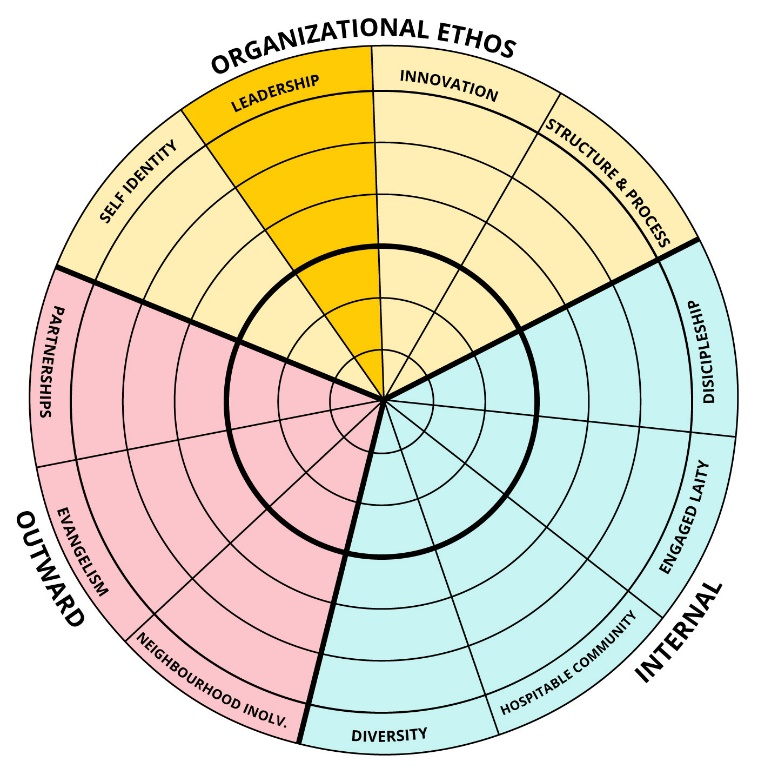 ORGANIZATIONAL ETHOS
LEADERSHIP
INNOVATION
STRUCTURE & PROCESS
SELF IDENTITY
PARTNERSHIPS
DISICIPLESHIP
ENGAGED LAITY
EVANGELISM
OUTWARD
INTERNAL
HOSPITABLE COMMUNITY
NEIGHBOURHOOD INOLV.
DIVERSITY